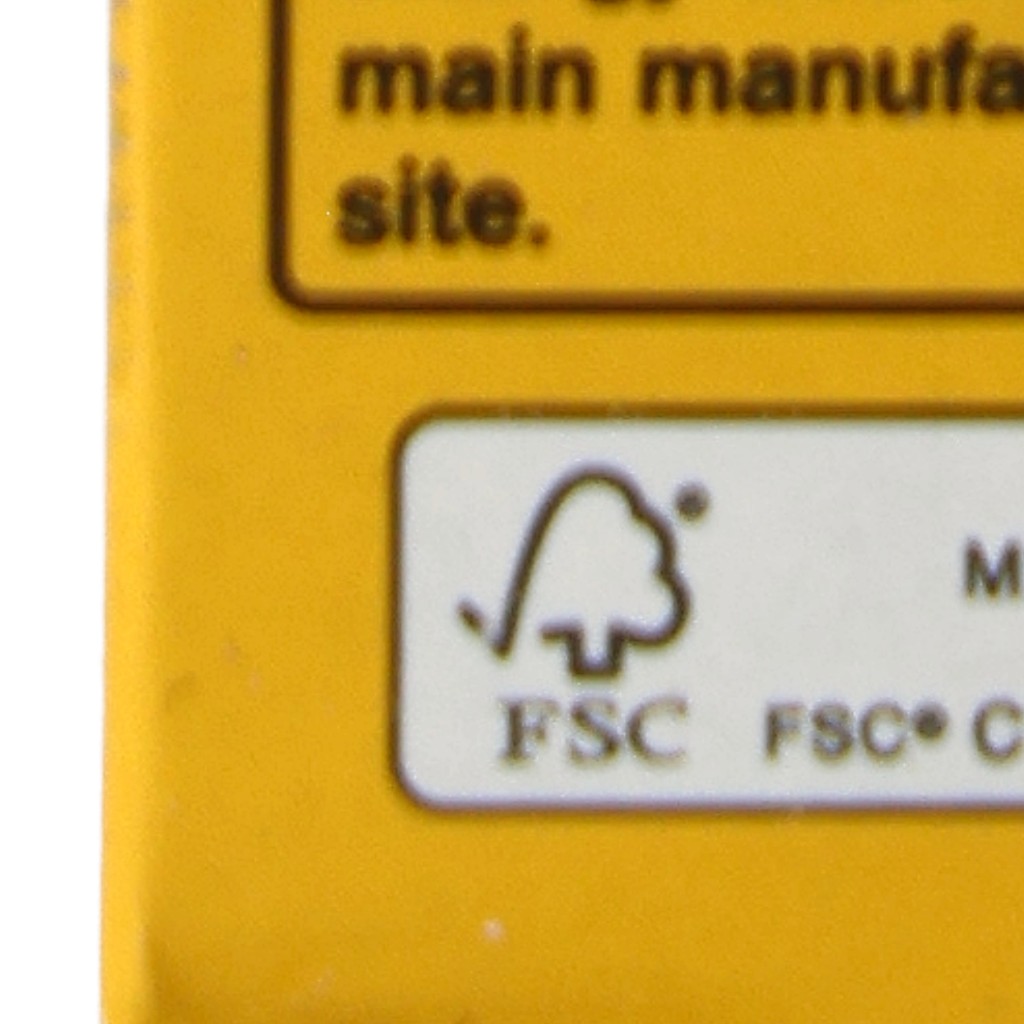 main manufa
site.
M
FSC
FSC® C